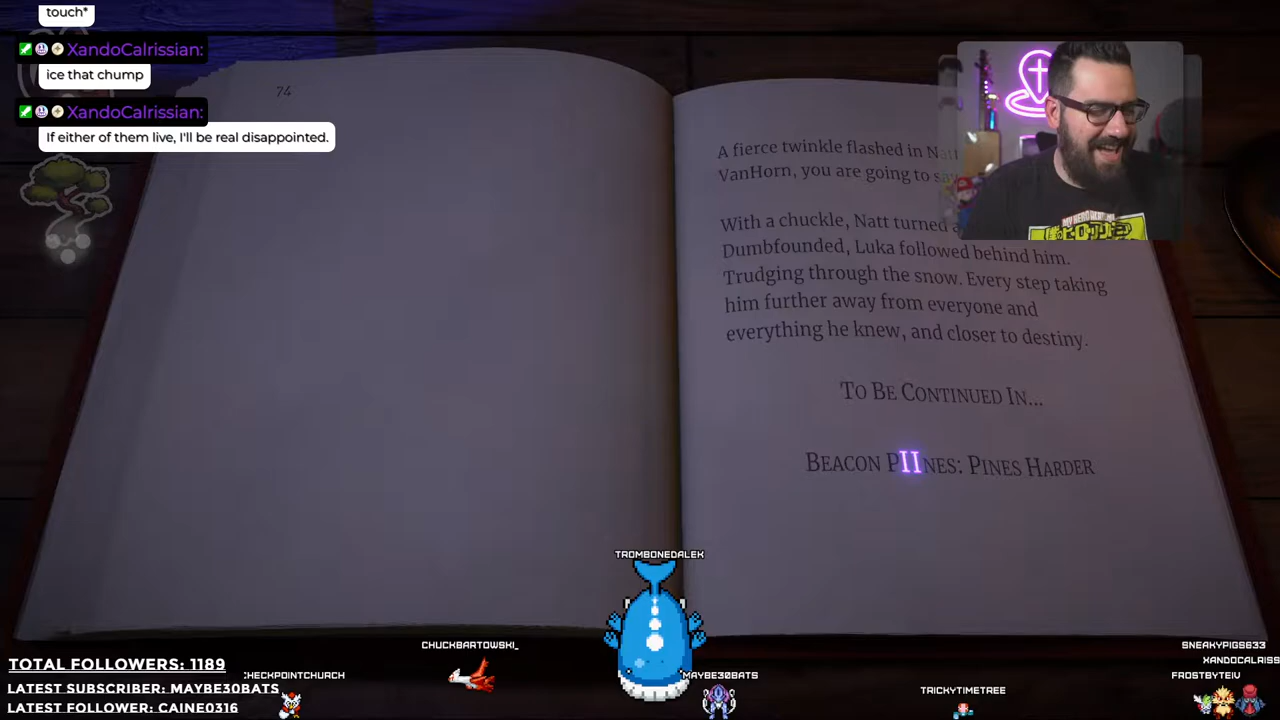 touch*
XandoCalrissian:
ice that chump
XandoCalrissian:
If either of them live, I'll be real disappointed.
74
A fierce twinkle flashed in
VanHorn, you are going to
With a chuckle, Natt turned
Dumbfounded, Luka followed behind him.
Trudging through the snow. Every step taking
him further away from everyone and
everything he knew, and closer to destiny.
TO BE CONTINUED IN...
BEACON PIINES: PINES HARDER
TROMBONEDALEK
CHUCKBARTOWSKI_
SNEAKYPIGS633
XANDOCALRISS
TOTAL FOLLOWERS: 1189
CHECKPOINTCHURCH
MAYBE30BATS
FROSTBYTEIV
LATEST SUBSCRIBER: MAYBE30BATS
TRICKYTIMETREE
LATEST FOLLOWER: CAINE0316